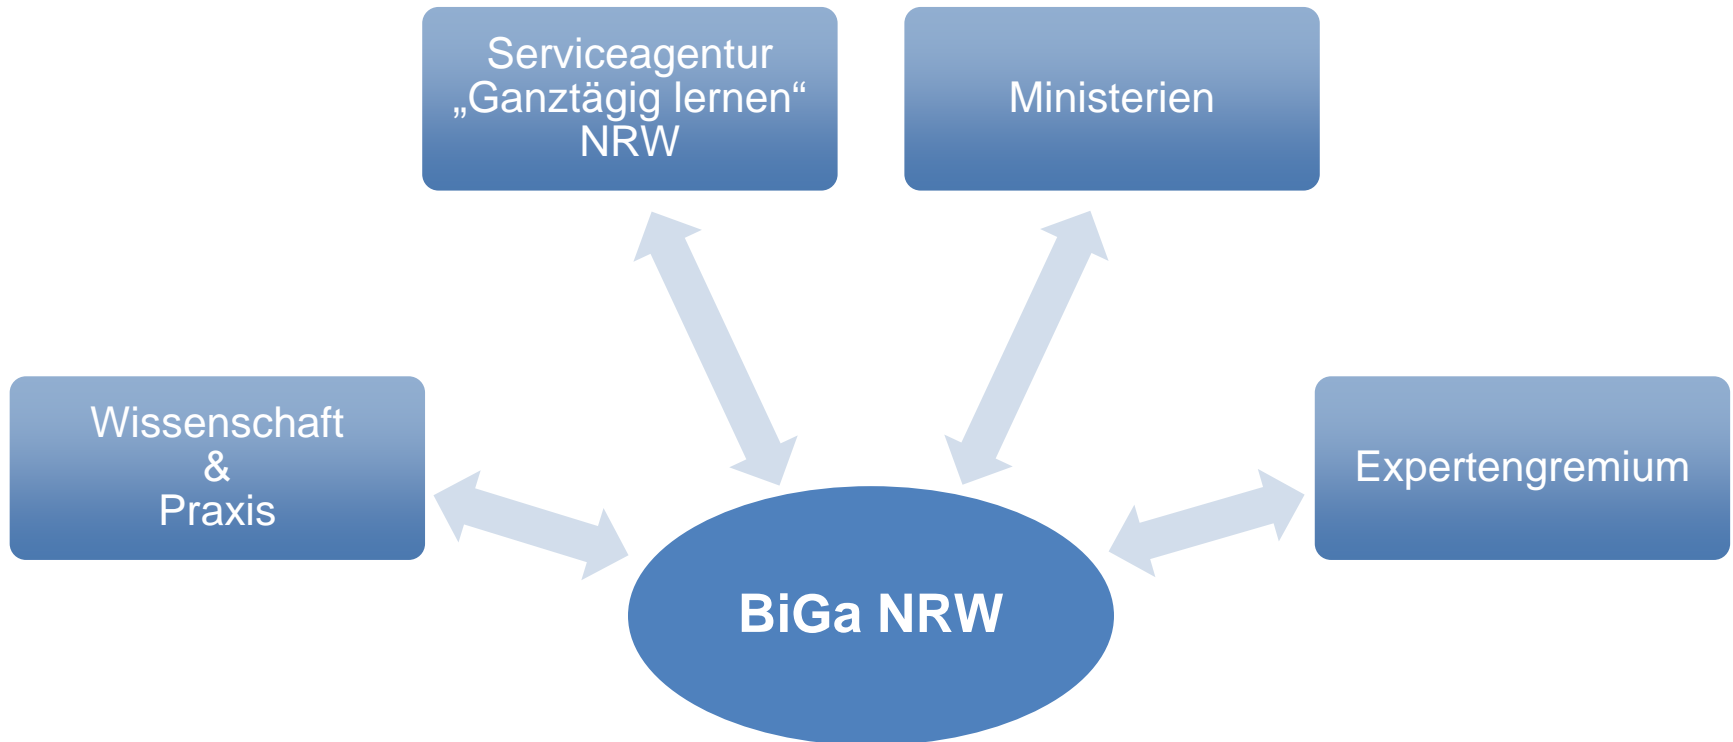 Serviceagentur
„Ganztägig lernen“
NRW
Ministerien
Wissenschaft
&
Praxis
Expertengremium
BiGa NRW